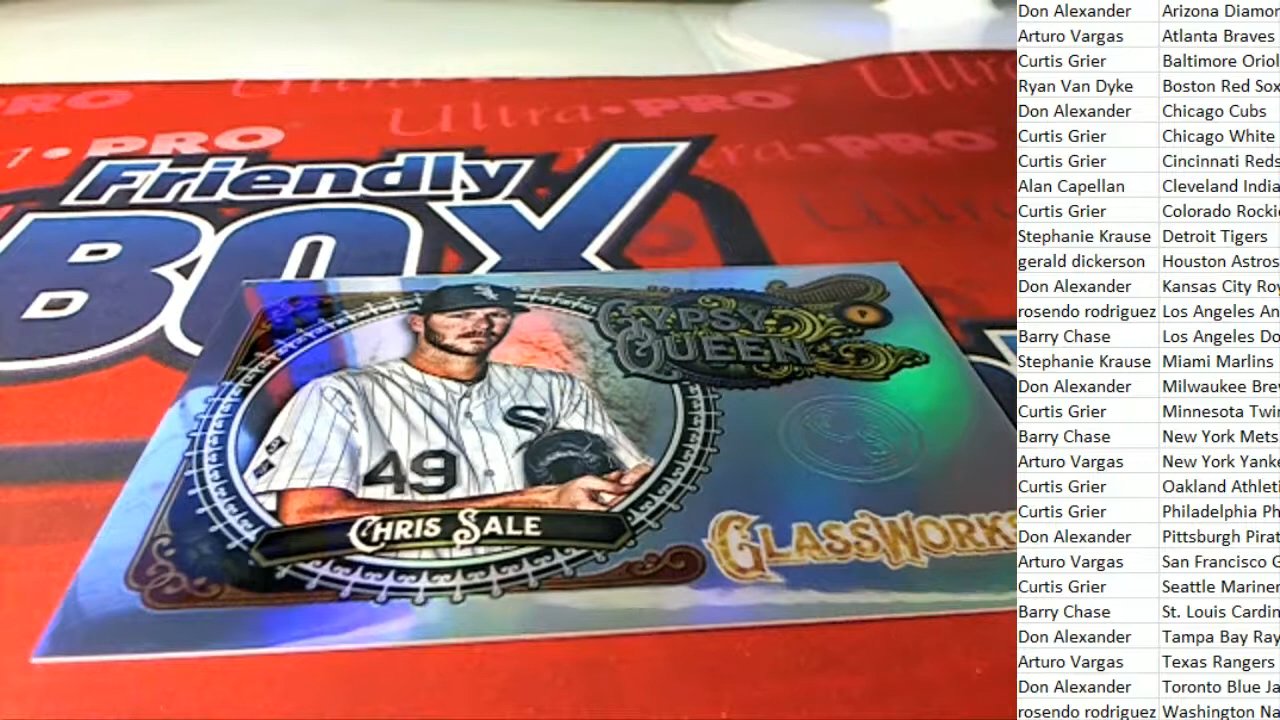 Ultra•PRO
PRO
Ultra•PRO
PRO
Friendly
BOX
GYPSY
QUEEN
49
CHRIS SALE
GLASSWORKS
Don Alexander Arizona Diamon
Arturo Vargas Atlanta Braves
Curtis Grier Baltimore Oriol
Ryan Van Dyke Boston Red Sox
Don Alexander Chicago Cubs
Curtis Grier Chicago White
Curtis Grier Cincinnati Reds
Alan Capellan Cleveland India
Curtis Grier Colorado Rocki
Stephanie Krause Detroit Tigers
gerald dickerson Houston Astros
Don Alexander Kansas City Roy
rosendo rodriguez Los Angeles An
Barry Chase Los Angeles Do
Stephanie Krause Miami Marlins
Don Alexander Milwaukee Bre
Curtis Grier Minnesota Twi
Barry Chase New York Mets
Arturo Vargas New York Yanke
Curtis Grier Oakland Athleti
Curtis Grier Philadelphia Ph
Don Alexander Pittsburgh Pirat
Arturo Vargas San Francisco G
Curtis Grier Seattle Mariner
Barry Chase St. Louis Cardin
Don Alexander Tampa Bay Ray
Arturo Vargas Texas Rangers
Don Alexander Toronto Blue Ja
rosendo rodriguez Washington Na